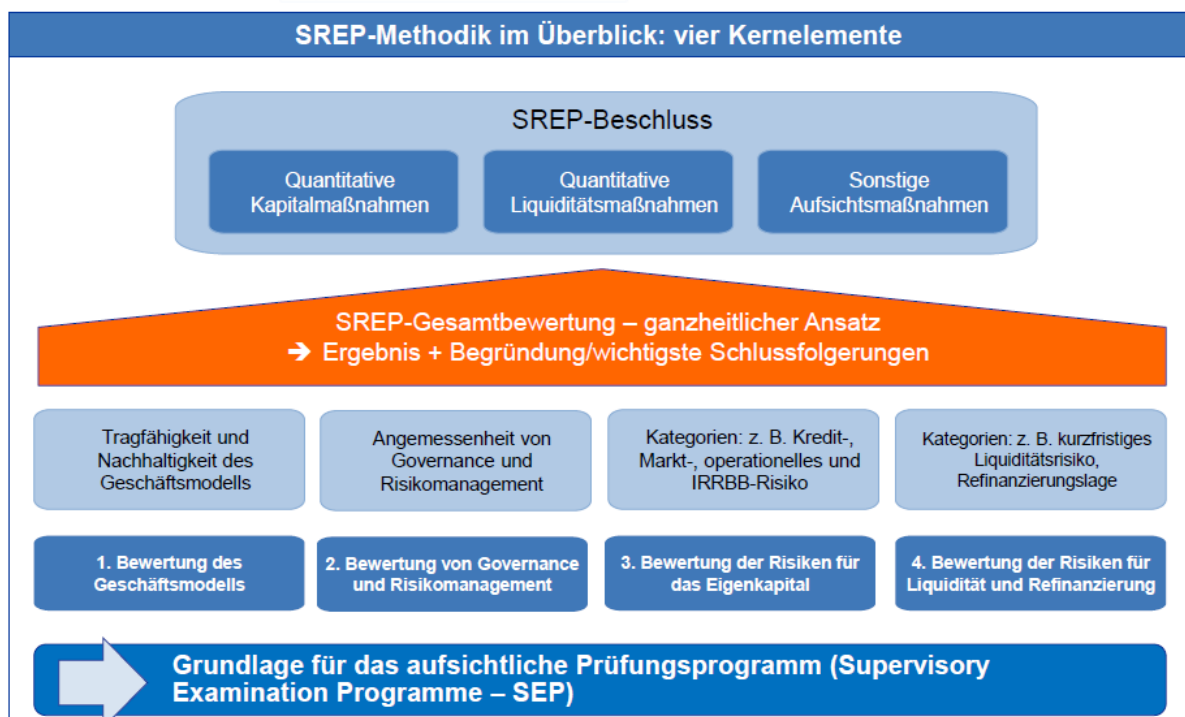 SREP-Methodik im Überblick: vier Kernelemente
SREP-Beschluss
Quantitative
Kapitalmaßnahmen
Quantitative
Liquiditätsmaßnahmen
Sonstige
Aufsichtsmaßnahmen
SREP-Gesamtbewertung – ganzheitlicher Ansatz
➔ Ergebnis + Begründung/wichtigste Schlussfolgerungen
Tragfähigkeit und
Nachhaltigkeit des
Geschäftsmodells
Angemessenheit von
Governance und
Risikomanagement
Kategorien: z. B. Kredit-,
Markt-, operationelles und
IRRBB-Risiko
Kategorien: z. B. kurzfristiges
Liquiditätsrisiko,
Refinanzierungslage
1. Bewertung des
Geschäftsmodells
2. Bewertung von Governance
und Risikomanagement
3. Bewertung der Risiken für
das Eigenkapital
4. Bewertung der Risiken für
Liquidität und Refinanzierung
Grundlage für das aufsichtliche Prüfungsprogramm (Supervisory
Examination Programme – SEP)